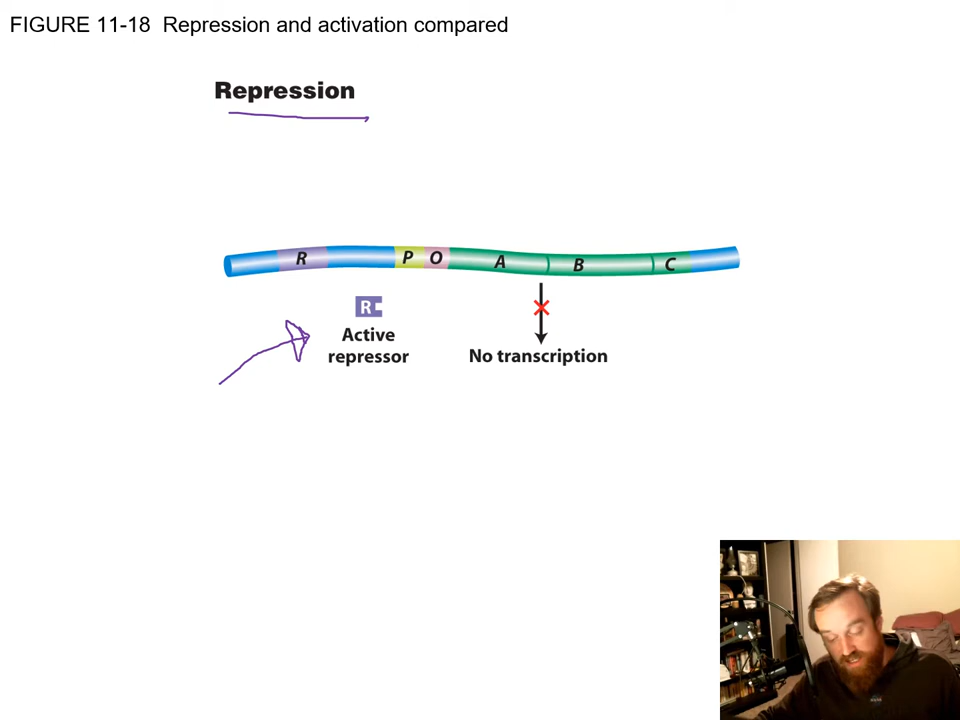 FIGURE 11-18 Repression and activation compared
Repression
R P O A B C
R
Active
repressor
No transcription